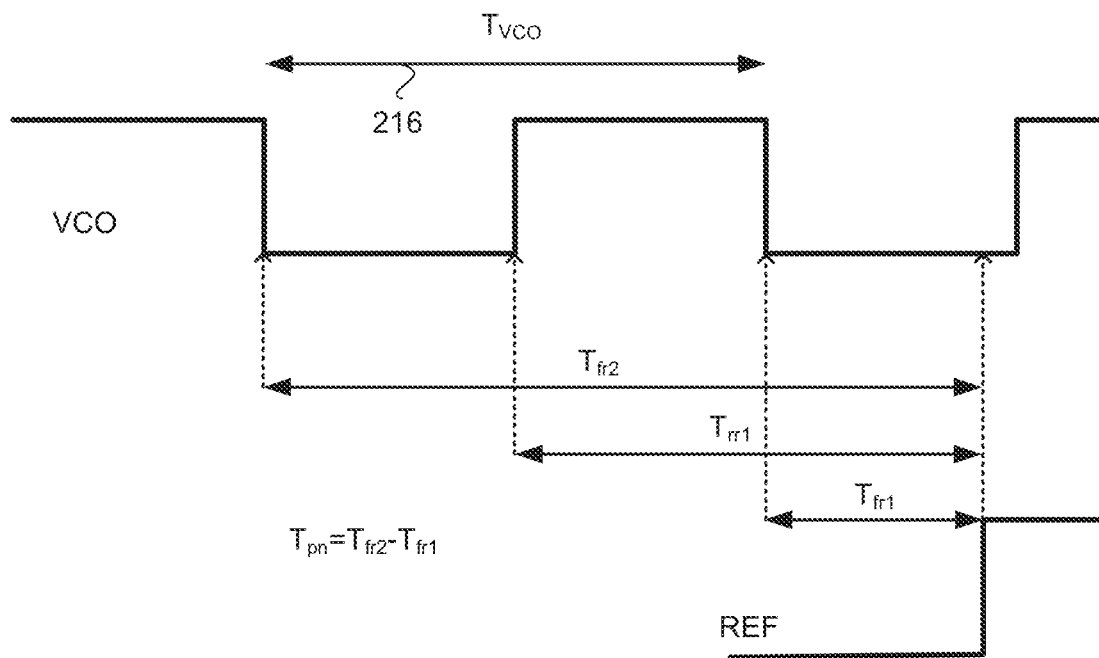 T_VCO
216
VCO
T_fr2
T_rr1
T_fr1
T_pn=T_fr2-T_fr1
REF